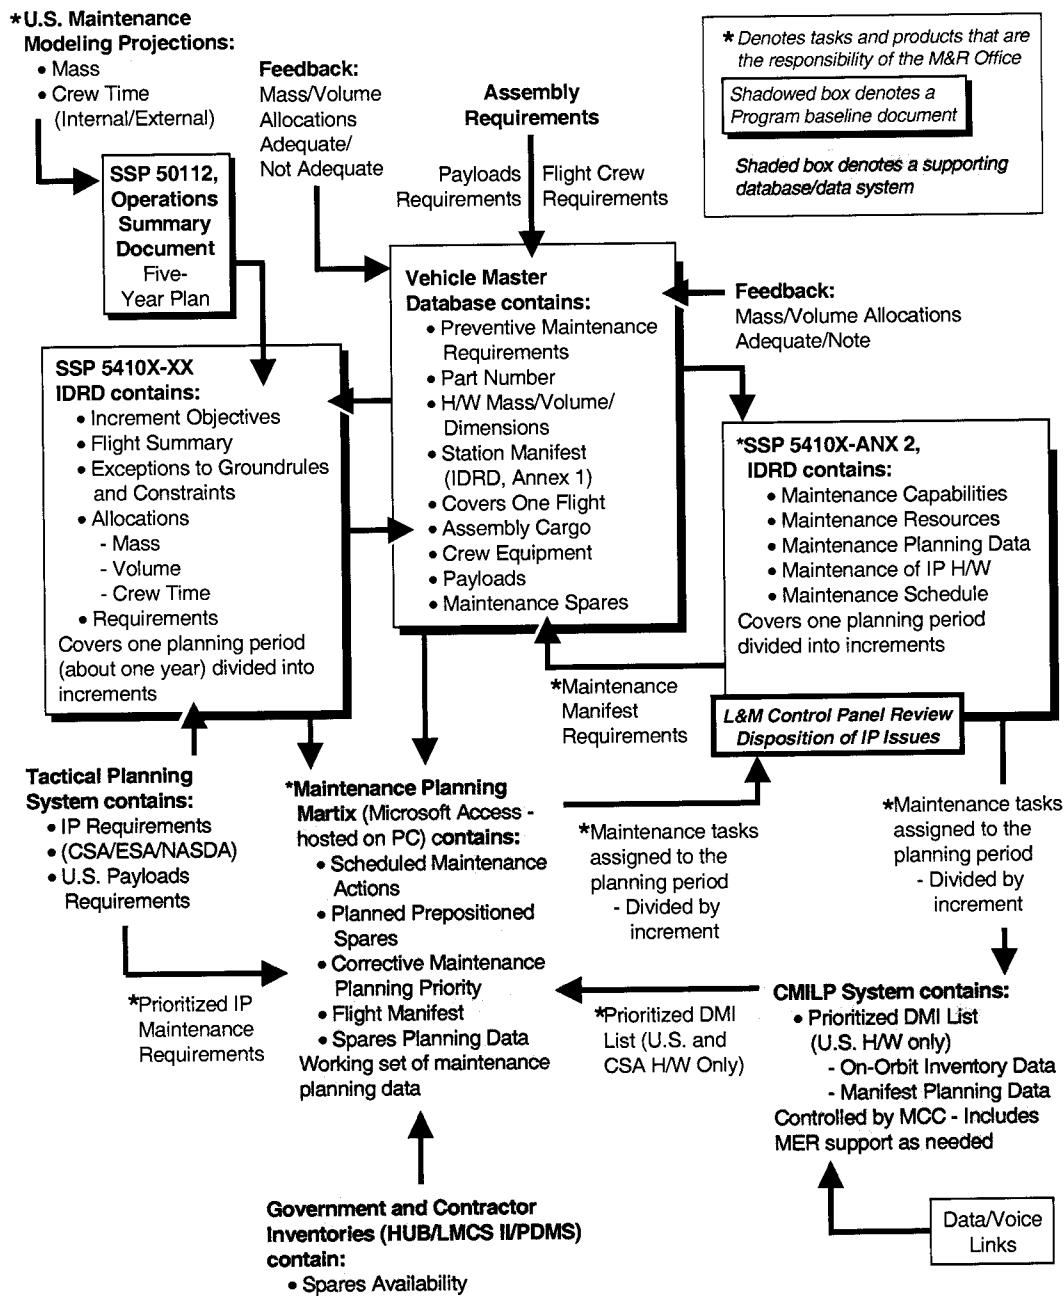 *U.S. Maintenance
Modeling Projections:
• Mass
• Crew Time
(Internal/External)
Feedback:
Mass/Volume
Allocations
Adequate/
Not Adequate
Assembly
Requirements
Payloads
Requirements
Flight Crew
Requirements
* Denotes tasks and products that are
the responsibility of the M&R Office
Shadowed box denotes a
Program baseline document
Shaded box denotes a supporting
database/data system
SSP 50112,
Operations
Summary
Document
Five-
Year Plan
SSP 5410X-XX
IDRD contains:
• Increment Objectives
• Flight Summary
• Exceptions to Groundrules
and Constraints
• Allocations
- Mass
- Volume
- Crew Time
• Requirements
Covers one planning period
(about one year) divided into
increments
Vehicle Master
Database contains:
• Preventive Maintenance
Requirements
• Part Number
• H/W Mass/Volume/
Dimensions
• Station Manifest
(IDRD, Annex 1)
• Covers One Flight
• Assembly Cargo
• Crew Equipment
• Payloads
• Maintenance Spares
Feedback:
Mass/Volume Allocations
Adequate/Note
*SSP 5410X-ANX 2,
IDRD contains:
• Maintenance Capabilities
• Maintenance Resources
• Maintenance Planning Data
• Maintenance of IP H/W
• Maintenance Schedule
Covers one planning period
divided into increments
L&M Control Panel Review
Disposition of IP Issues
*Maintenance
Manifest
Requirements
Tactical Planning
System contains:
• IP Requirements
• (CSA/ESA/NASDA)
• U.S. Payloads
Requirements
*Prioritized IP
Maintenance
Requirements
*Maintenance Planning
Martix (Microsoft Access -
hosted on PC) contains:
• Scheduled Maintenance
Actions
• Planned Prepositioned
Spares
• Corrective Maintenance
Planning Priority
• Flight Manifest
• Spares Planning Data
Working set of maintenance
planning data
*Maintenance tasks
assigned to the
planning period
- Divided by
increment
*Maintenance tasks
assigned to the
planning period
- Divided by
increment
*Prioritized DMI
List (U.S. and
CSA H/W Only)
CMILP System contains:
• Prioritized DMI List
(U.S. H/W only)
- On-Orbit Inventory Data
- Manifest Planning Data
Controlled by MCC - Includes
MER support as needed
Data/Voice
Links
Government and Contractor
Inventories (HUB/LMCS II/PDMS)
contain:
• Spares Availability